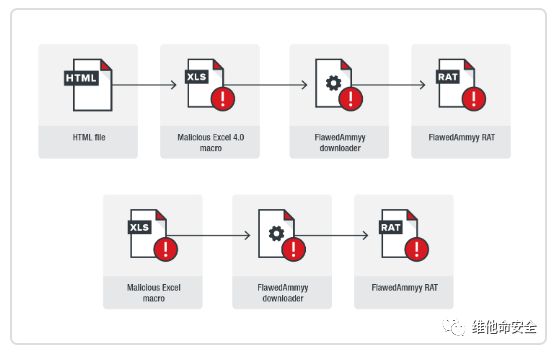 HTML
XLS
RAT
HTML file
Malicious Excel 4.0
macro
FlawedAmmyy
downloader
FlawedAmmyy RAT
XLS
RAT
Malicious Excel
macro
FlawedAmmyy
downloader
FlawedAmmyy RAT
维他命安全